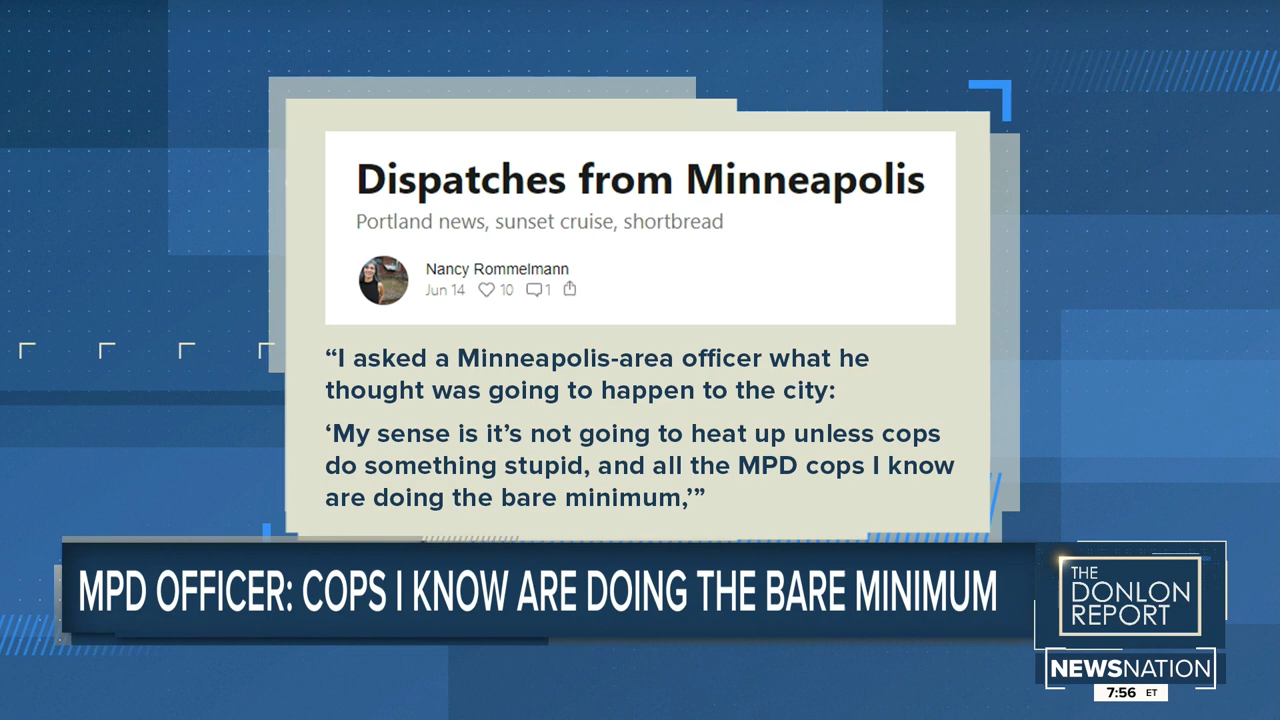 Dispatches from Minneapolis
Portland news, sunset cruise, shortbread
Nancy Rommelmann
Jun 14 10 1
“I asked a Minneapolis-area officer what he
thought was going to happen to the city:
‘My sense is it’s not going to heat up unless cops
do something stupid, and all the MPD cops I know
are doing the bare minimum,’”
MPD OFFICER: COPS I KNOW ARE DOING THE BARE MINIMUM
THE
DONLON
REPORT
NEWSNATION
7:56 ET